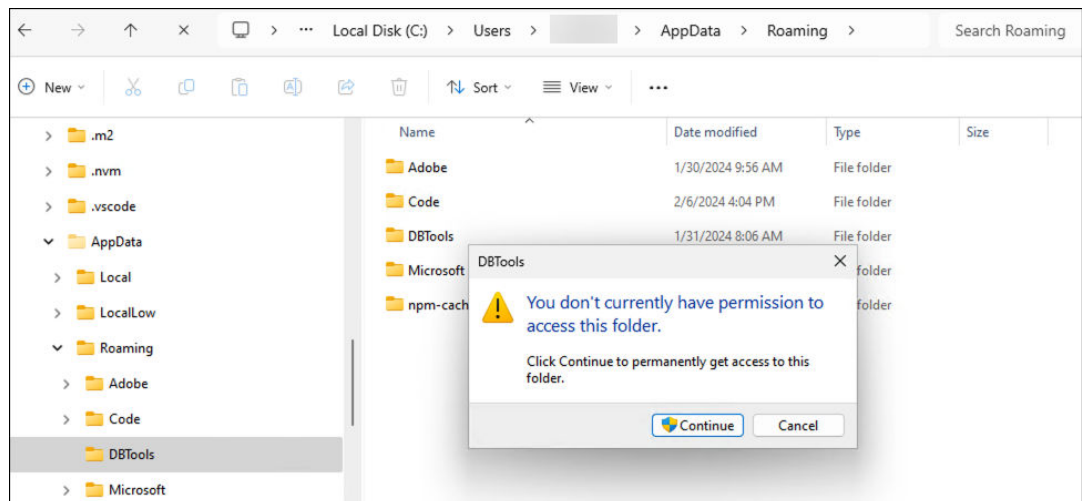 Local Disk (C:) > Users > > AppData > Roaming >
Search Roaming
New Sort View ...
Name Date modified Type Size
.m2
.nvm
.vscode
AppData
Local
LocalLow
Roaming
Adobe
Code
DBTools
Microsoft
Adobe 1/30/2024 9:56 AM File folder
Code 2/6/2024 4:04 PM File folder
DBTools 1/31/2024 8:06 AM File folder
Microsoft folder
npm-cach folder
DBTools
You don't currently have permission to
access this folder.
Click Continue to permanently get access to this
folder.
Continue Cancel